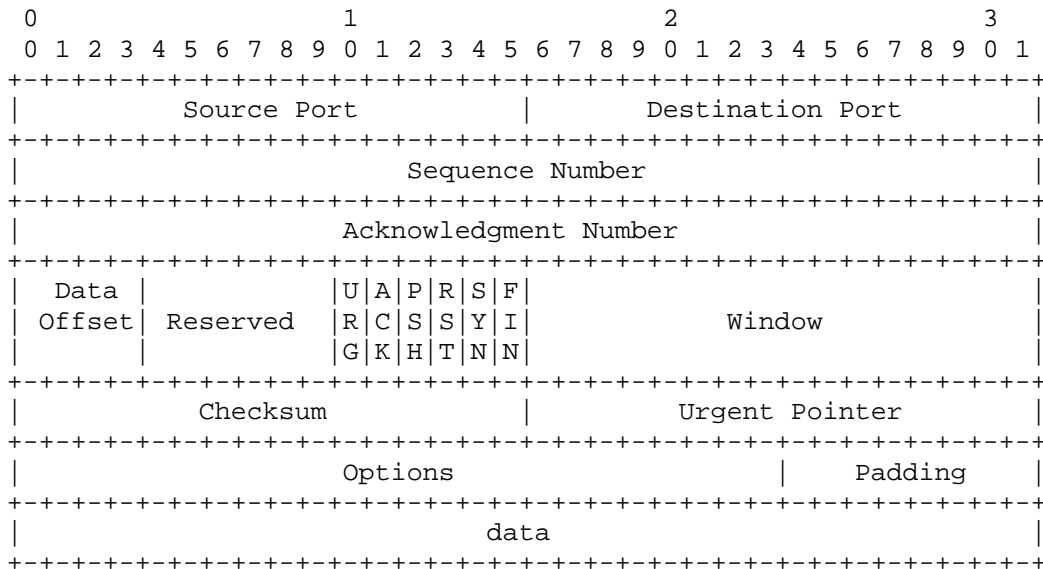 0                   1                   2                   3
 0 1 2 3 4 5 6 7 8 9 0 1 2 3 4 5 6 7 8 9 0 1 2 3 4 5 6 7 8 9 0 1
+-+-+-+-+-+-+-+-+-+-+-+-+-+-+-+-+-+-+-+-+-+-+-+-+-+-+-+-+-+-+-+-+
|          Source Port          |       Destination Port        |
+-+-+-+-+-+-+-+-+-+-+-+-+-+-+-+-+-+-+-+-+-+-+-+-+-+-+-+-+-+-+-+-+
|                        Sequence Number                        |
+-+-+-+-+-+-+-+-+-+-+-+-+-+-+-+-+-+-+-+-+-+-+-+-+-+-+-+-+-+-+-+-+
|                    Acknowledgment Number                      |
+-+-+-+-+-+-+-+-+-+-+-+-+-+-+-+-+-+-+-+-+-+-+-+-+-+-+-+-+-+-+-+-+
|  Data |           |U|A|P|R|S|F|                               |
| Offset| Reserved  |R|C|S|S|Y|I|            Window             |
|       |           |G|K|H|T|N|N|                               |
+-+-+-+-+-+-+-+-+-+-+-+-+-+-+-+-+-+-+-+-+-+-+-+-+-+-+-+-+-+-+-+-+
|           Checksum            |         Urgent Pointer        |
+-+-+-+-+-+-+-+-+-+-+-+-+-+-+-+-+-+-+-+-+-+-+-+-+-+-+-+-+-+-+-+-+
|                    Options                    |    Padding    |
+-+-+-+-+-+-+-+-+-+-+-+-+-+-+-+-+-+-+-+-+-+-+-+-+-+-+-+-+-+-+-+-+
|                             data                              |
+-+-+-+-+-+-+-+-+-+-+-+-+-+-+-+-+-+-+-+-+-+-+-+-+-+-+-+-+-+-+-+-+